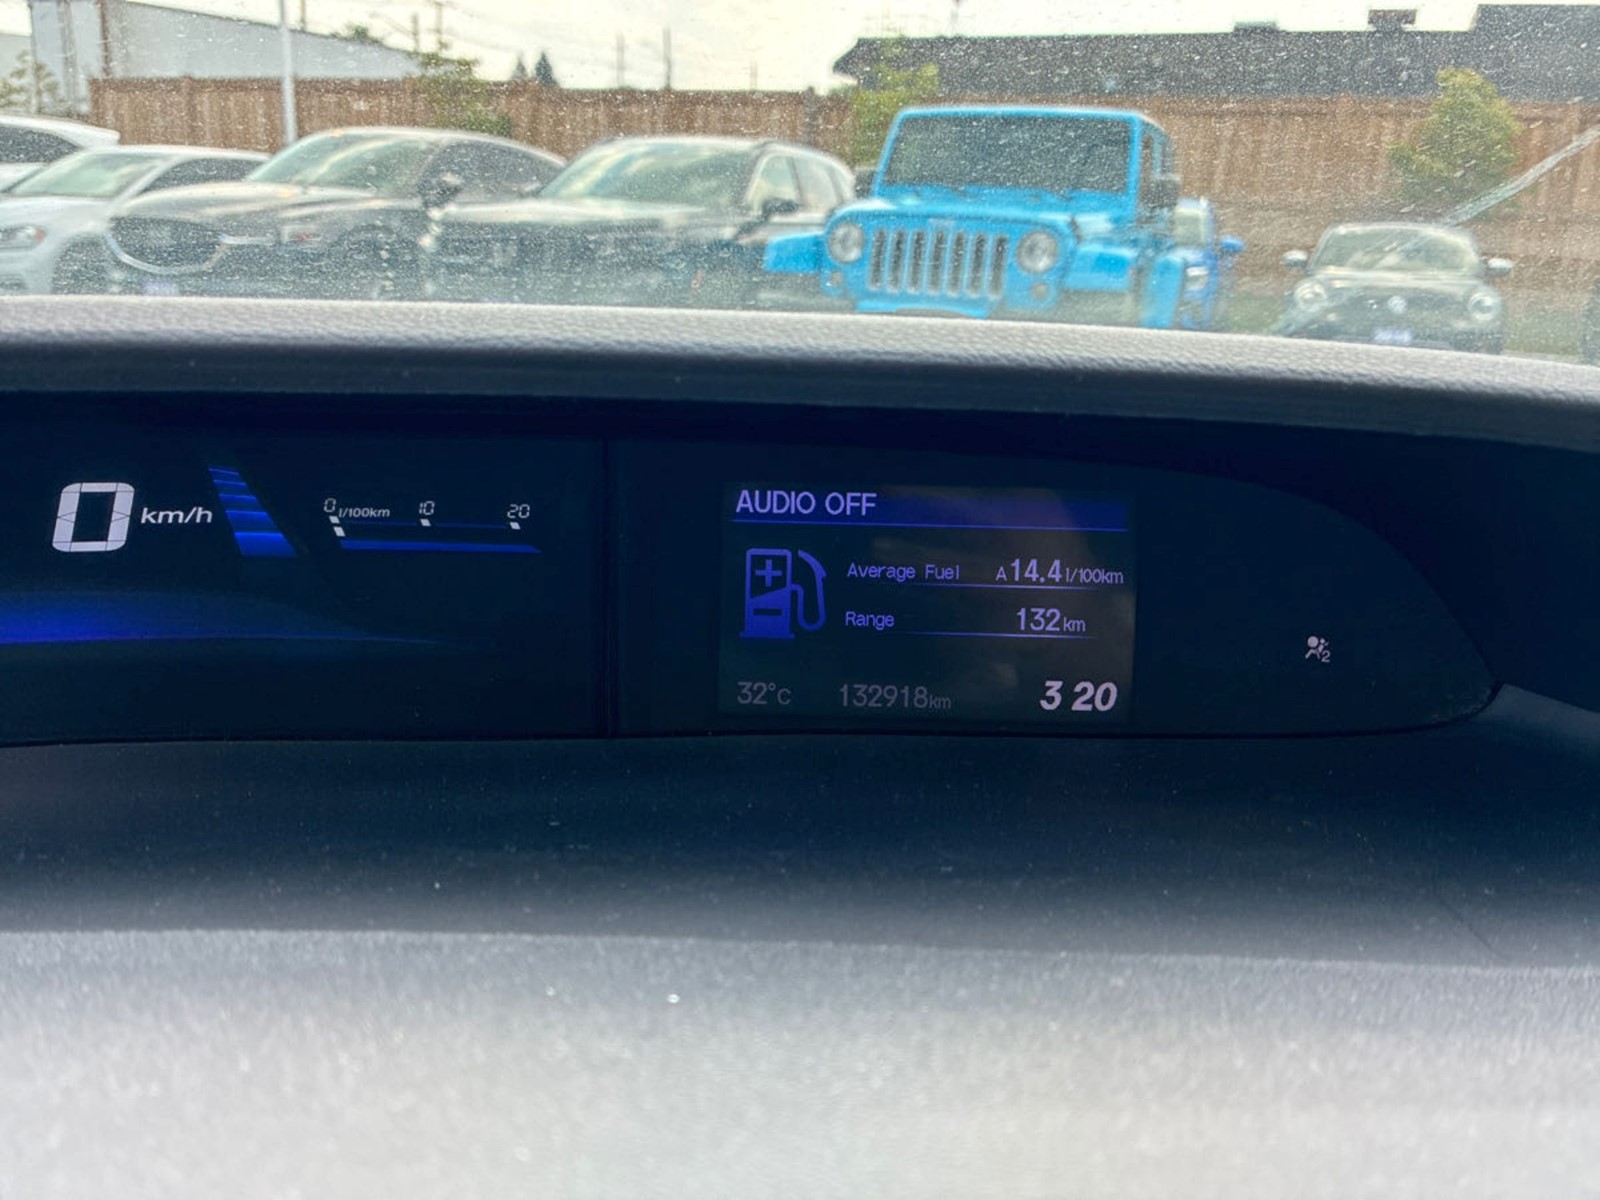 0 km/h
0 l/100km 10 20
AUDIO OFF
Average Fuel A 14.4 l/100km
Range 132 km
2
32°C 132918 km 3 20